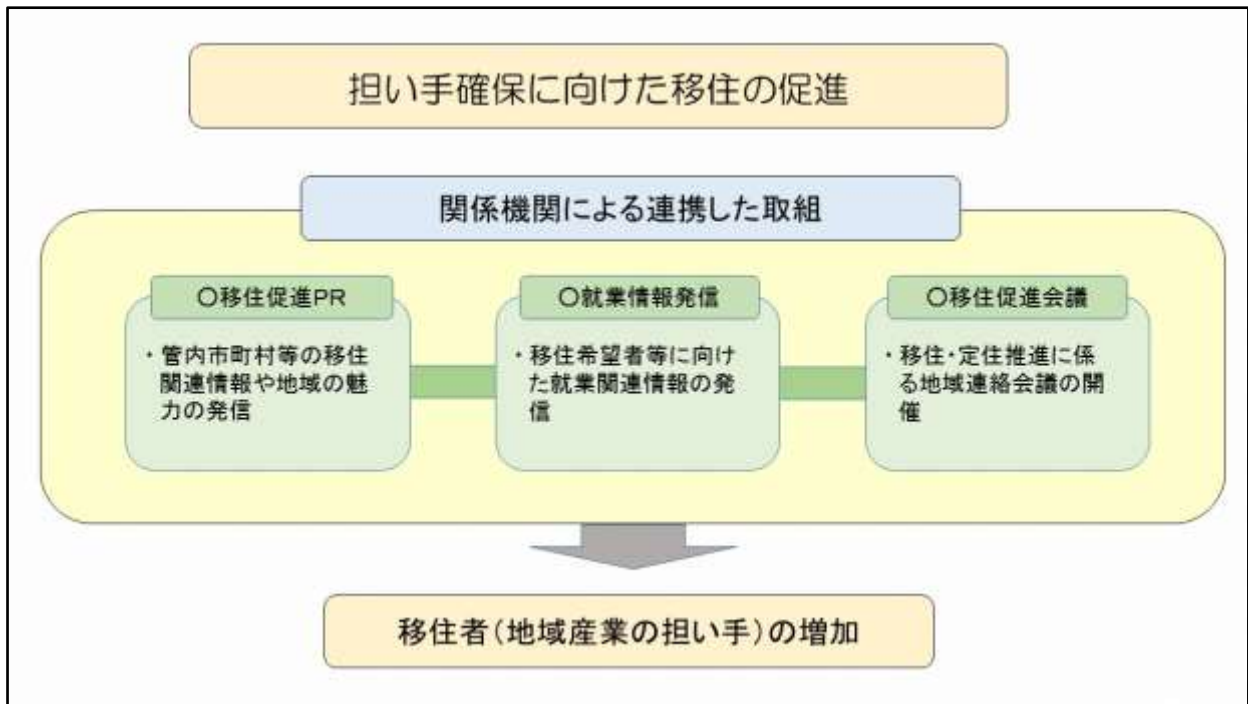 担い手確保に向けた移住の促進
関係機関による連携した取組
〇移住促進PR
・管内市町村等の移住
関連情報や地域の魅
力の発信
〇就業情報発信
・移住希望者等に向け
た就業関連情報の発
信
〇移住促進会議
・移住・定住推進に係
る地域連絡会議の開
催
移住者（地域産業の担い手）の増加